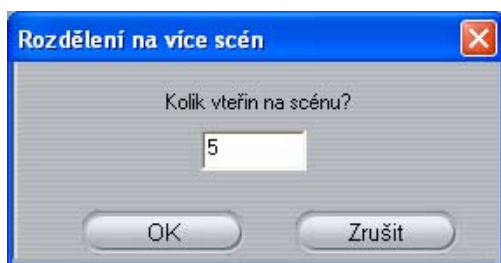 Rozdělení na více scén
Kolik vteřin na scénu?
5
OK
Zrušit